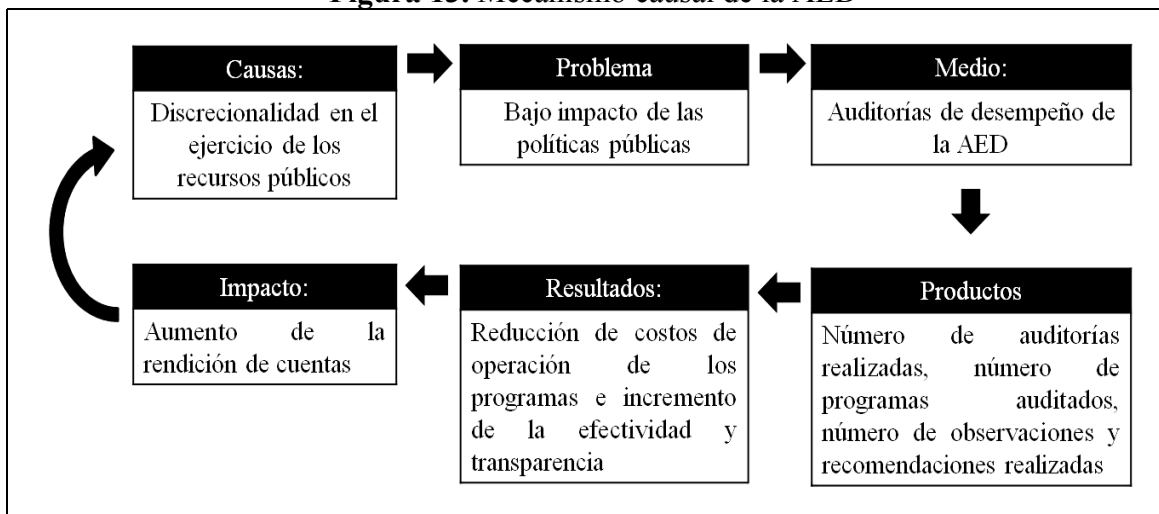 Figura Mecanismo causal de la AED
Causas:
Discrecionalidad en el
ejercicio de los
recursos públicos
Problema
Bajo impacto de las
políticas públicas
Medio:
Auditorías de desempeño de
la AED
Productos
Número de auditorías
realizadas, número de
programas auditados,
número de observaciones y
recomendaciones realizadas
Resultados:
Reducción de costos de
operación de los
programas e incremento
de la efectividad y
transparencia
Impacto:
Aumento de la
rendición de cuentas